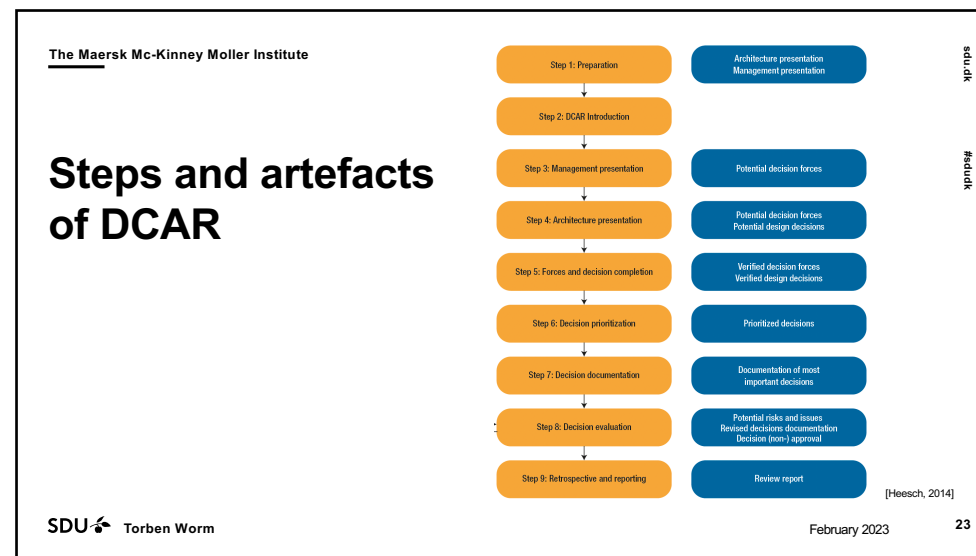 The Maersk Mc-Kinney Moller Institute
Steps and artefacts
of DCAR
Step 1: Preparation
Architecture presentation
Management presentation
Step 2: DCAR Introduction
Step 3: Management presentation
Potential decision forces
Step 4: Architecture presentation
Potential decision forces
Potential design decisions
Step 5: Forces and decision completion
Verified decision forces
Verified design decisions
Step 6: Decision prioritization
Prioritized decisions
Step 7: Decision documentation
Documentation of most
important decisions
Step 8: Decision evaluation
Potential risks and issues
Revised decisions documentation
Decision (non-) approval
Step 9: Retrospective and reporting
Review report
[Heesch, 2014]
sdu.dk
#sdudk
SDU
Torben Worm
February 2023
23